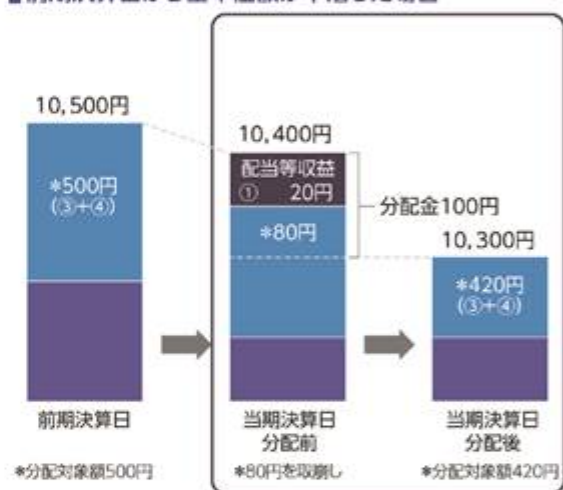 10,500円
*500円
(③+④)
前期決算日
*分配対象額500円
10,400円
配当等収益
① 20円
*80円
分配金100円
当期決算日
分配前
*80円を取崩し
10,300円
*420円
(③+④)
当期決算日
分配後
*分配対象額420円